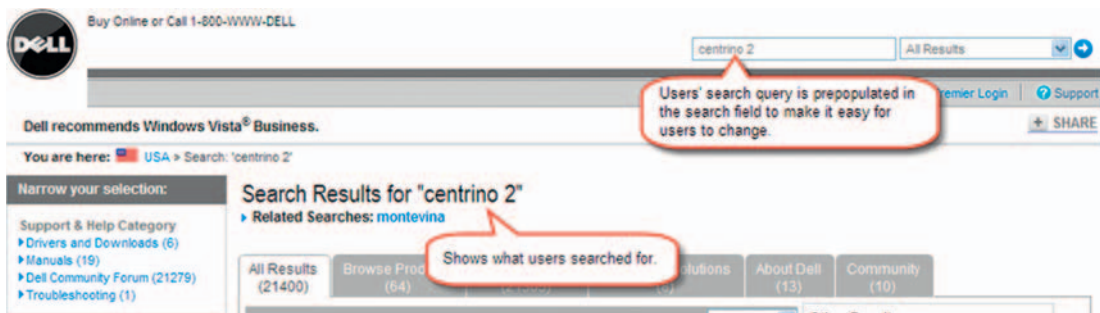 Buy Online or Call 1-800-WWW-DELL
DELL
centrino 2
All Results
Users' search query is prepopulated in
the search field to make it easy for
users to change.
Login
Support
Dell recommends Windows Vista® Business.
+ SHARE
You are here: USA » Search: 'centrino 2'
Narrow your selection:
Support & Help Category
Drivers and Downloads (6)
Manuals (19)
Dell Community Forum (21279)
Troubleshooting (1)
Search Results for "centrino 2"
Related Searches: montevina
Shows what users searched for.
All Results
(21400)
Browse
(64)
About Dell
(13)
Community
(10)